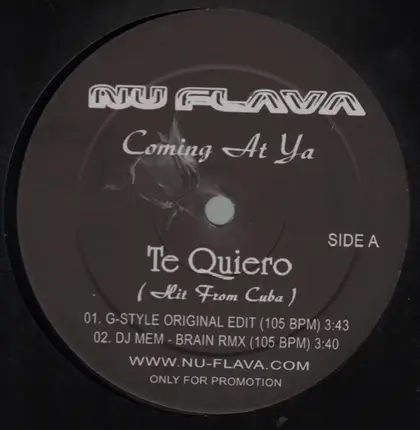 NU FLAVA
Coming At Ya
SIDE A
Te Quiero
( Hit From Cuba )
01. G-STYLE ORIGINAL EDIT (105 BPM) 3:43
02. DJ MEM - BRAIN RMX (105 BPM) 3:40
WWW.NU-FLAVA.COM
ONLY FOR PROMOTION